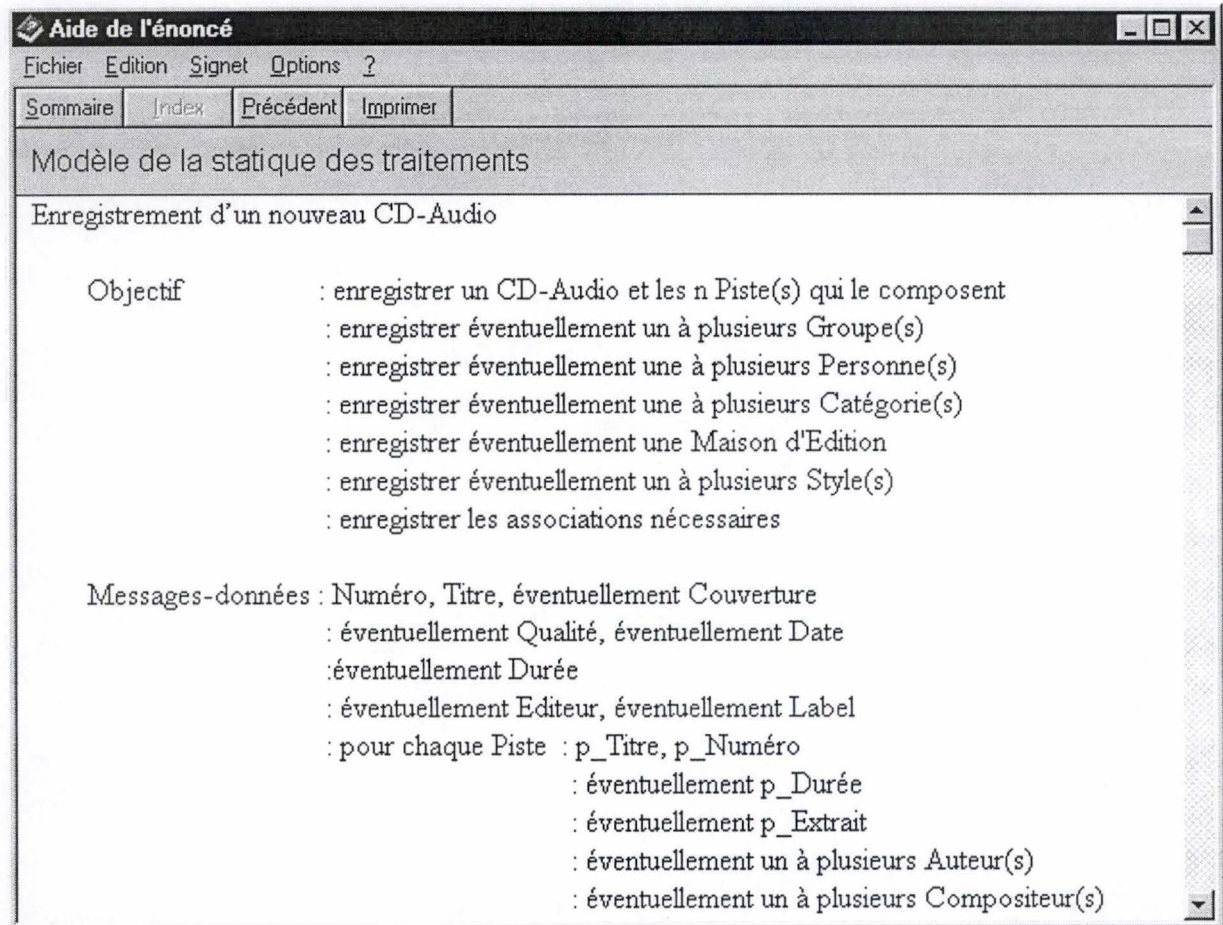 Aide de l'énoncé
Fichier Edition Signet Options ?
Sommaire Index Précédent Imprimer
Modèle de la statique des traitements
Enregistrement d'un nouveau CD-Audio
Objectif : enregistrer un CD-Audio et les n Piste(s) qui le composent
: enregistrer éventuellement un à plusieurs Groupe(s)
: enregistrer éventuellement une à plusieurs Personne(s)
: enregistrer éventuellement une à plusieurs Catégorie(s)
: enregistrer éventuellement une Maison d'Edition
: enregistrer éventuellement un à plusieurs Style(s)
: enregistrer les associations nécessaires
Messages-données : Numéro, Titre, éventuellement Couverture
: éventuellement Qualité, éventuellement Date
:éventuellement Durée
: éventuellement Editeur, éventuellement Label
: pour chaque Piste : p_Titre, p_Numéro
: éventuellement p_Durée
: éventuellement p_Extrait
: éventuellement un à plusieurs Auteur(s)
: éventuellement un à plusieurs Compositeur(s)